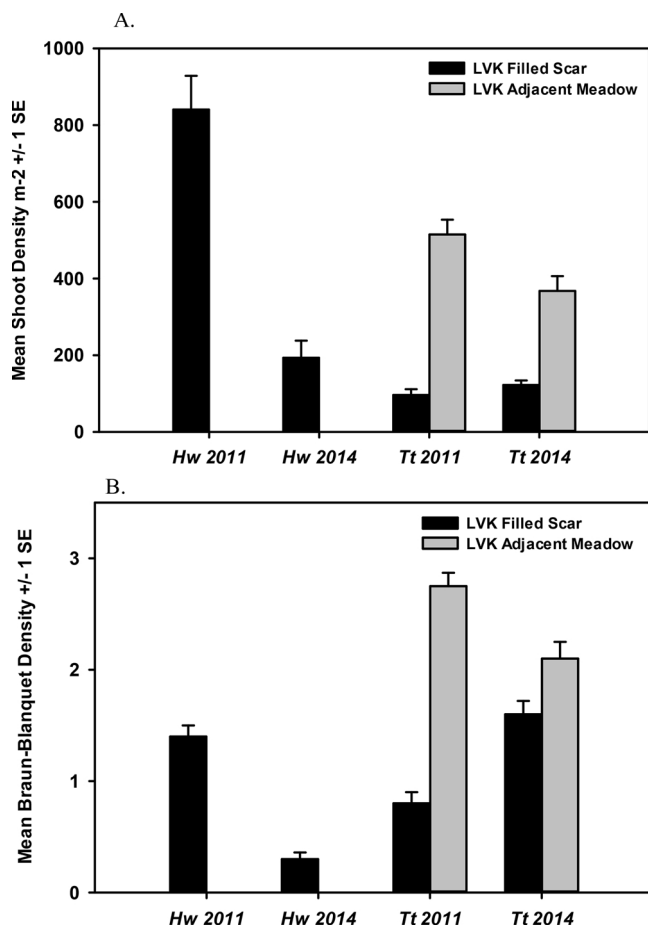 A.
Mean Shoot Density m-2 +/- 1 SE
1000
800
600
400
200
0
LVK Filled Scar
LVK Adjacent Meadow
Hw 2011
Hw 2014
Tt 2011
Tt 2014
B.
Mean Braun-Blanquet Density +/- 1 SE
3
2
1
0
LVK Filled Scar
LVK Adjacent Meadow
Hw 2011
Hw 2014
Tt 2011
Tt 2014